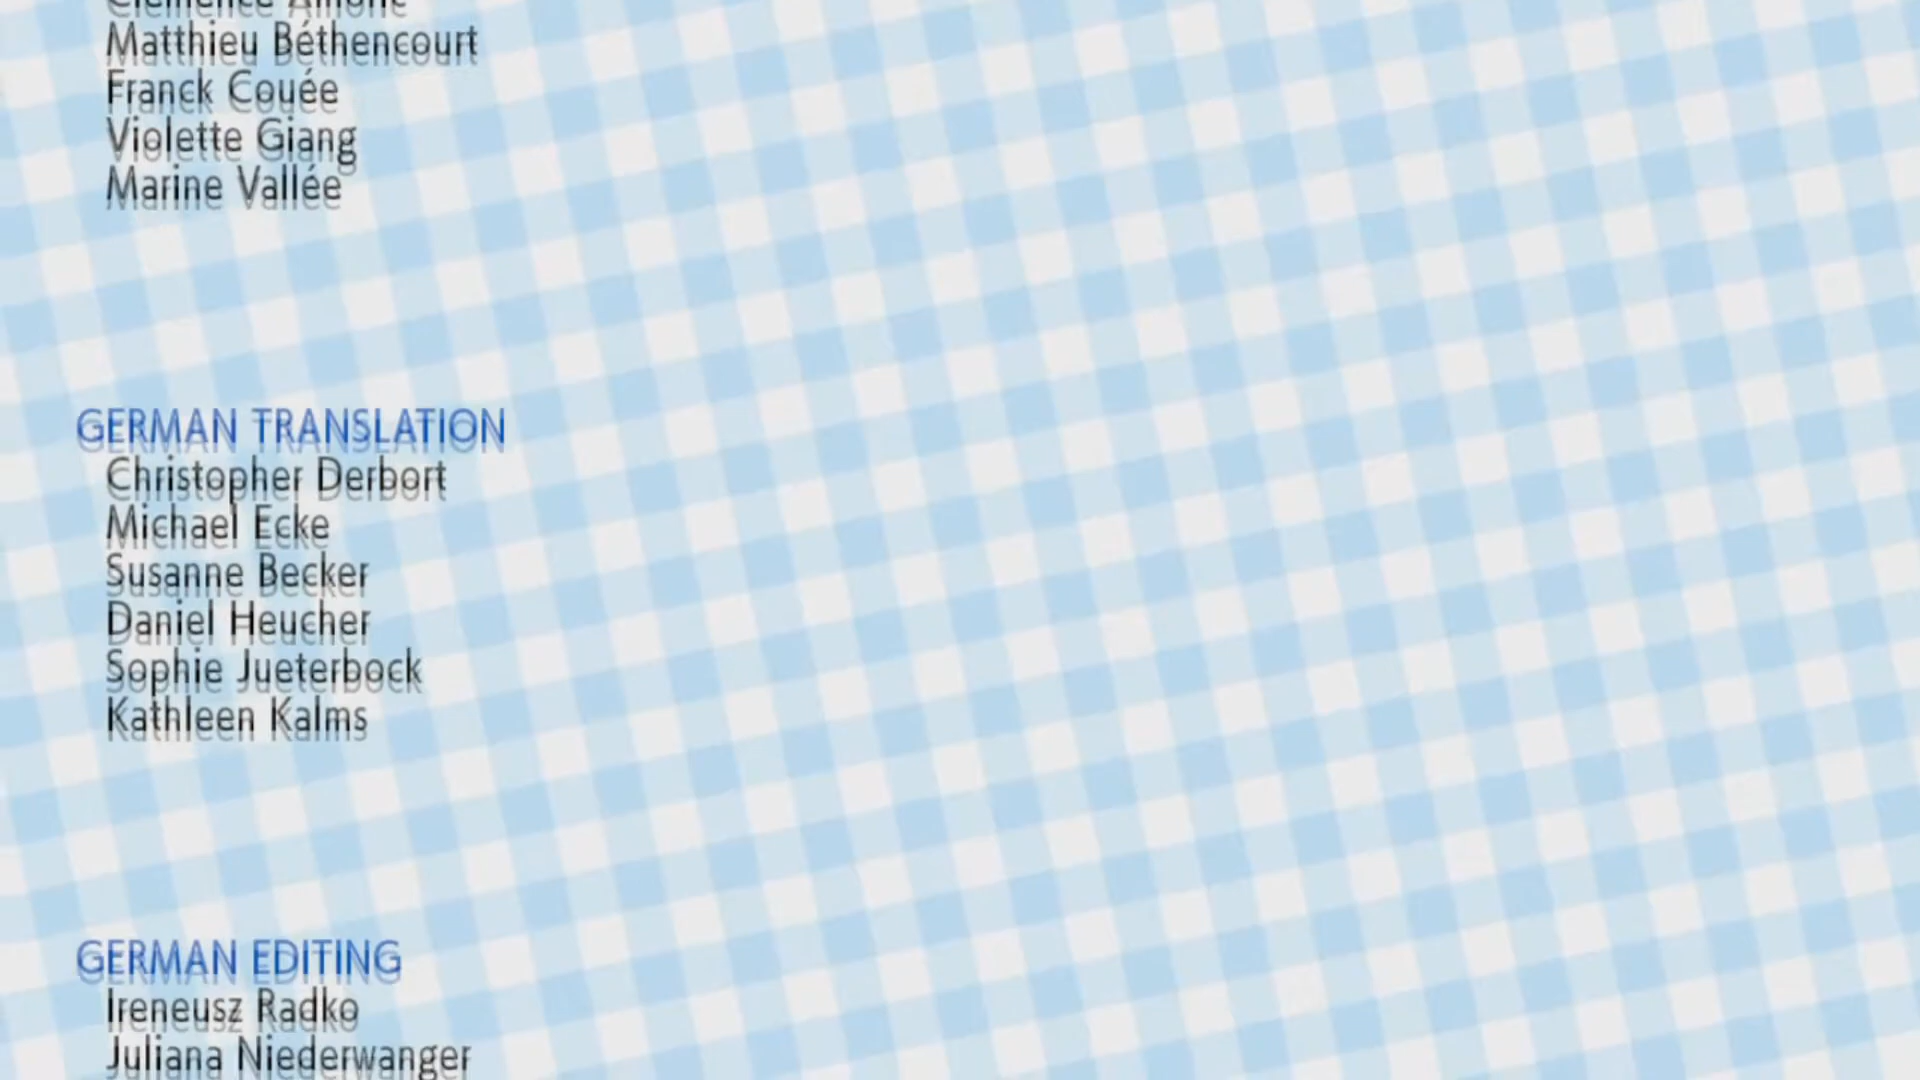 Matthieu Béthencourt
Franck Couée
Violette Giang
Marine Vallée
GERMAN TRANSLATION
Christopher Derbort
Michael Ecke
Susanne Becker
Daniel Heucher
Sophie Jueterbock
Kathleen Kalms
GERMAN EDITING
Ireneusz Radko
Juliana Niederwanger